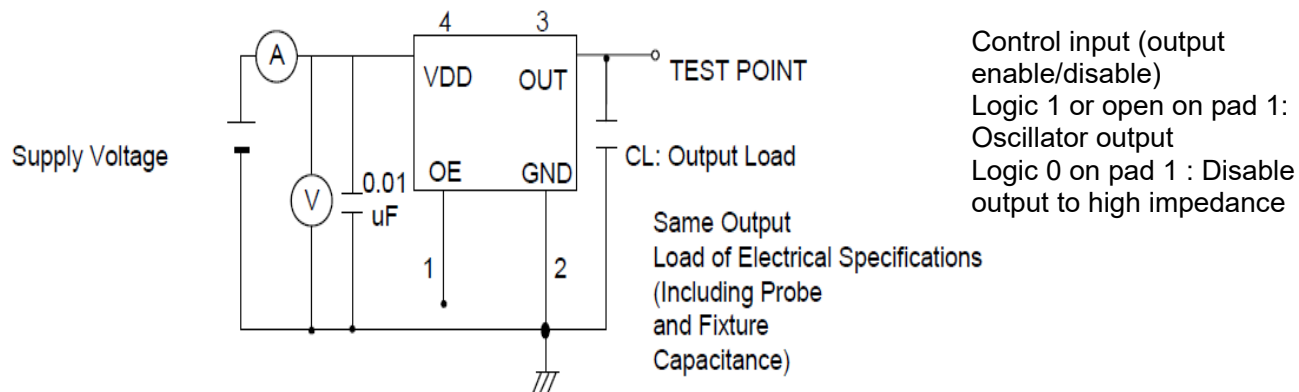 4
3
A
VDD
OUT
TEST POINT
Supply Voltage
V
0.01
uF
OE
GND
CL: Output Load
1
2
Same Output
Load of Electrical Specifications
(Including Probe
and Fixture
Capacitance)
Control input (output
enable/disable)
Logic 1 or open on pad 1:
Oscillator output
Logic 0 on pad 1 : Disable
output to high impedance